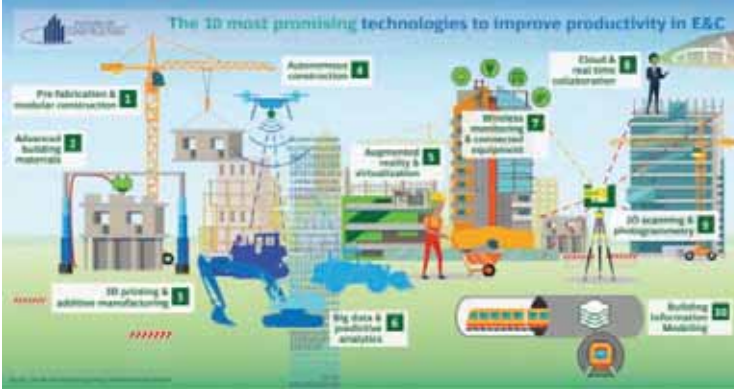 The 10 most promising technologies to improve productivity in E&C
Pre-fabrication &
modular construction 1
Advanced
building
materials 2
3D printing &
additive manufacturing 3
Autonomous
construction 4
Augmented
reality &
virtualization 5
Big data &
predictive
analytics 6
Wireless
monitoring
& connected
equipment 7
Cloud &
real time
collaboration 8
3D scanning &
photogrammetry 9
Building
Information
Modeling 10